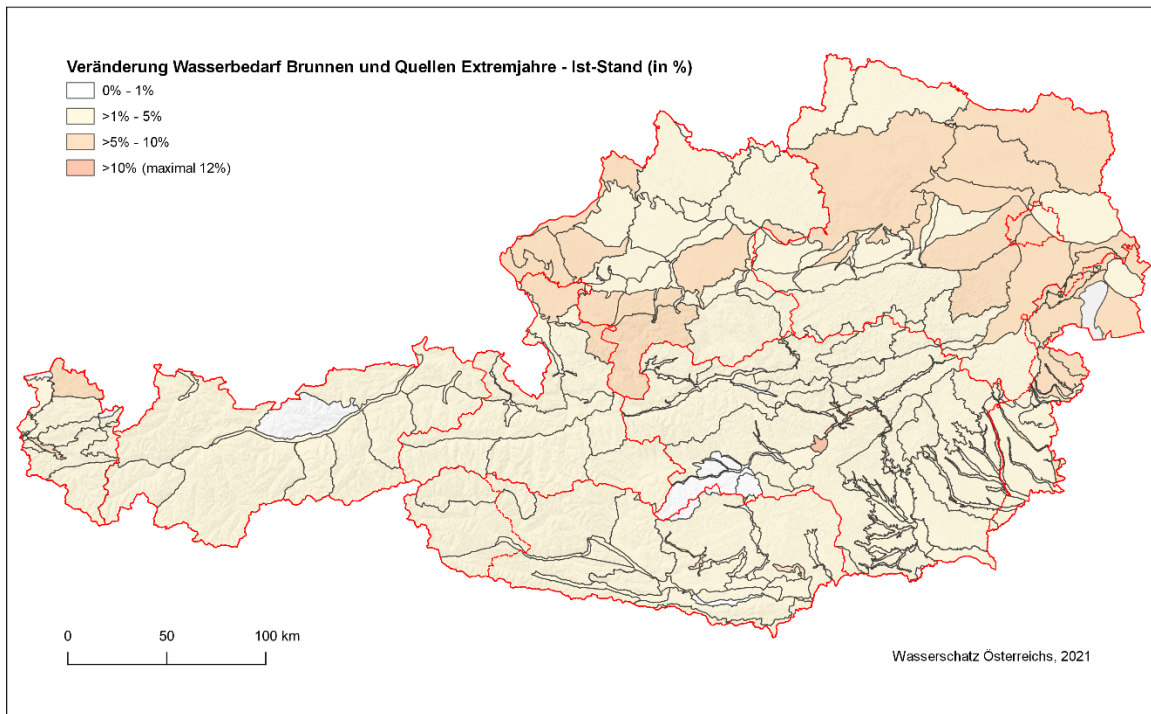 Veränderung Wasserbedarf Brunnen und Quellen Extremjahre - Ist-Stand (in %)
0% - 1%
>1% - 5%
>5% - 10%
>10% (maximal 12%)
0 50 100 km
Wasserschatz Österreichs, 2021